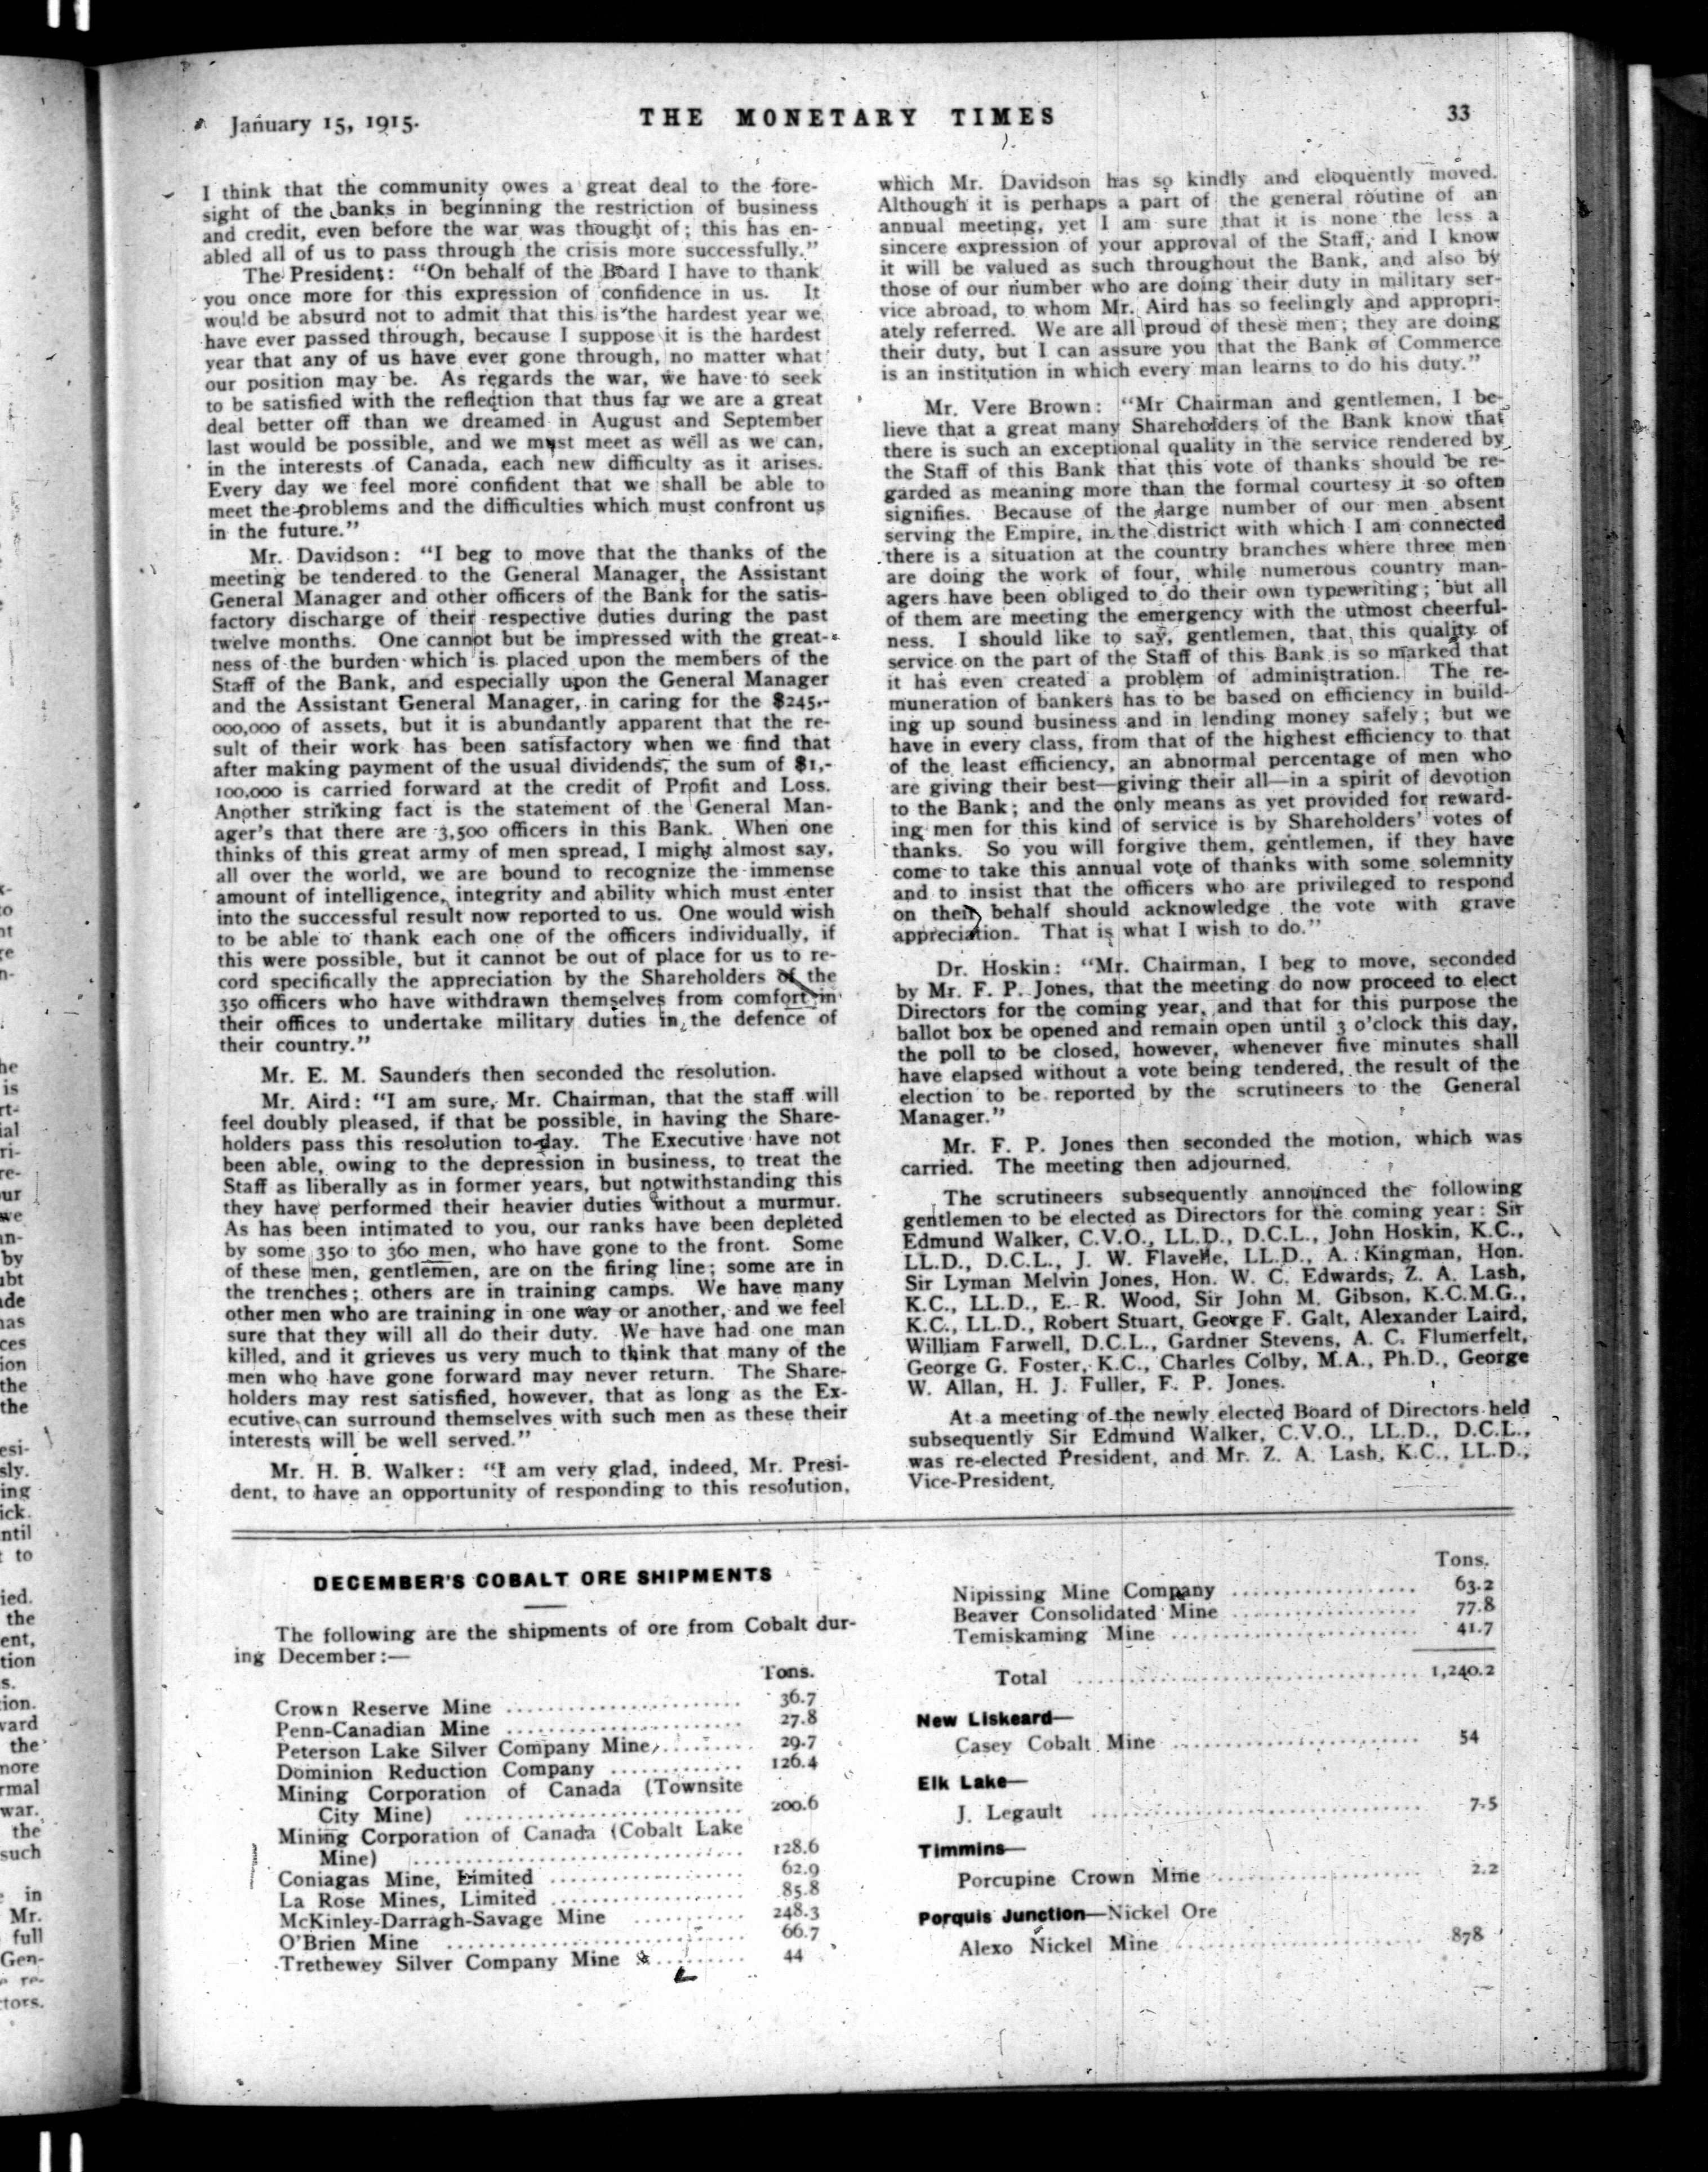 January 15, 1915.
THE MONETARY TIMES
33
I think that the community owes a great deal to the fore-
sight of the banks in beginning the restriction of business
and credit, even before the war was thought of; this has en-
abled all of us to pass through the crisis more successfully."
The President: "On behalf of the Board I have to thank
you once more for this expression of confidence in us. It
would be absurd not to admit that this is the hardest year we
have ever passed through, because I suppose it is the hardest
year that any of us have ever gone through, no matter what
our position may be. As regards the war, we have to seek
to be satisfied with the reflection that thus far we are a great
deal better off than we dreamed in August and September
last would be possible, and we must meet as well as we can,
in the interests of Canada, each new difficulty as it arises.
Every day we feel more confident that we shall be able to
meet the problems and the difficulties which must confront us
in the future."
Mr. Davidson: "I beg to move that the thanks of the
meeting be tendered to the General Manager, the Assistant
General Manager and other officers of the Bank for the satis-
factory discharge of their respective duties during the past
twelve months. One cannot but be impressed with the great-
ness of the burden which is placed upon the members of the
Staff of the Bank, and especially upon the General Manager
and the Assistant General Manager, in caring for the $245,-
000,000 of assets, but it is abundantly apparent that the re-
sult of their work has been satisfactory when we find that
after making payment of the usual dividends, the sum of $1,-
100,000 is carried forward at the credit of Profit and Loss.
Another striking fact is the statement of the General Man-
ager's that there are 3,500 officers in this Bank. When one
thinks of this great army of men spread, I might almost say,
all over the world, we are bound to recognize the immense
amount of intelligence, integrity and ability which must enter
into the successful result now reported to us. One would wish
to be able to thank each one of the officers individually, if
this were possible, but it cannot be out of place for us to re-
cord specifically the appreciation by the Shareholders of the
350 officers who have withdrawn themselves from comfort in
their offices to undertake military duties in the defence of
their country."
Mr. E. M. Saunders then seconded the resolution.
Mr. Aird: "I am sure, Mr. Chairman, that the staff will
feel doubly pleased, if that be possible, in having the Share-
holders pass this resolution to-day. The Executive have not
been able, owing to the depression in business, to treat the
Staff as liberally as in former years, but notwithstanding this
they have performed their heavier duties without a murmur.
As has been intimated to you, our ranks have been depleted
by some 350 to 360 men, who have gone to the front. Some
of these men, gentlemen, are on the firing line; some are in
the trenches; others are in training camps. We have many
other men who are training in one way or another, and we feel
sure that they will all do their duty. We have had one man
killed, and it grieves us very much to think that many of the
men who have gone forward may never return. The Share-
holders may rest satisfied, however, that as long as the Ex-
ecutive can surround themselves with such men as these their
interests will be well served."
Mr. H. B. Walker: "I am very glad, indeed, Mr. Presi-
dent, to have an opportunity of responding to this resolution,
which Mr. Davidson has so kindly and eloquently moved.
Although it is perhaps a part of the general routine of an
annual meeting, yet I am sure that it is none the less a
sincere expression of your approval of the Staff, and I know
it will be valued as such throughout the Bank, and also by
those of our number who are doing their duty in military ser-
vice abroad, to whom Mr. Aird has so feelingly and appropri-
ately referred. We are all proud of these men; they are doing
their duty, but I can assure you that the Bank of Commerce
is an institution in which every man learns to do his duty."
Mr. Vere Brown: "Mr Chairman and gentlemen, I be-
lieve that a great many Shareholders of the Bank know that
there is such an exceptional quality in the service rendered by
the Staff of this Bank that this vote of thanks should be re-
garded as meaning more than the formal courtesy it so often
signifies. Because of the large number of our men absent
serving the Empire, in the district with which I am connected
there is a situation at the country branches where three men
are doing the work of four, while numerous country man-
agers have been obliged to do their own typewriting; but all
of them are meeting the emergency with the utmost cheerful-
ness. I should like to say, gentlemen, that this quality of
service on the part of the Staff of this Bank is so marked that
it has even created a problem of administration. The re-
muneration of bankers has to be based on efficiency in build-
ing up sound business and in lending money safely; but we
have in every class, from that of the highest efficiency to that
of the least efficiency, an abnormal percentage of men who
are giving their best—giving their all—in a spirit of devotion
to the Bank; and the only means as yet provided for reward-
ing men for this kind of service is by Shareholders' votes of
thanks. So you will forgive them, gentlemen, if they have
come to take this annual vote of thanks with some solemnity
and to insist that the officers who are privileged to respond
on their behalf should acknowledge the vote with grave
appreciation. That is what I wish to do."
Dr. Hoskin: "Mr. Chairman, I beg to move, seconded
by Mr. F. P. Jones, that the meeting do now proceed to elect
Directors for the coming year, and that for this purpose the
ballot box be opened and remain open until 3 o'clock this day,
the poll to be closed, however, whenever five minutes shall
have elapsed without a vote being tendered, the result of the
election to be reported by the scrutineers to the General
Manager."
Mr. F. P. Jones then seconded the motion, which was
carried. The meeting then adjourned.
The scrutineers subsequently announced the following
gentlemen to be elected as Directors for the coming year: Sir
Edmund Walker, C.V.O., LL.D., D.C.L., John Hoskin, K.C.,
LL.D., D.C.L., J. W. Flavelle, LL.D., A. Kingman, Hon.
Sir Lyman Melvin Jones, Hon. W. C. Edwards, Z. A. Lash,
K.C., LL.D., E. R. Wood, Sir John M. Gibson, K.C.M.G.,
K.C., LL.D., Robert Stuart, George F. Galt, Alexander Laird,
William Farwell, D.C.L., Gardner Stevens, A. C. Flumerfelt,
George G. Foster, K.C., Charles Colby, M.A., Ph.D., George
W. Allan, H. J. Fuller, F. P. Jones.
At a meeting of the newly elected Board of Directors held
subsequently Sir Edmund Walker, C.V.O., LL.D., D.C.L.,
was re-elected President, and Mr. Z. A. Lash, K.C., LL.D.,
Vice-President.
DECEMBER'S COBALT ORE SHIPMENTS
The following are the shipments of ore from Cobalt dur-
ing December:—
Tons.
Crown Reserve Mine ..................... 36.7
Penn-Canadian Mine ..................... 27.8
Peterson Lake Silver Company Mine ......... 29.7
Dominion Reduction Company ............. 126.4
Mining Corporation of Canada (Townsite
City Mine) ......................... 200.6
Mining Corporation of Canada (Cobalt Lake
Mine) ............................. 128.6
Coniagas Mine, Limited .................. 62.9
La Rose Mines, Limited .................. 85.8
McKinley-Darragh-Savage Mine ........... 248.3
O'Brien Mine ........................... 66.7
Trethewey Silver Company Mine .......... 44
Tons.
Nipissing Mine Company ................. 63.2
Beaver Consolidated Mine ................. 77.8
Temiskaming Mine ....................... 41.7
Total ............................... 1,240.2
New Liskeard—
Casey Cobalt Mine ....................... 54
Elk Lake—
J. Legault .............................. 7.5
Timmins—
Porcupine Crown Mine ................... 2.2
Porquis Junction—Nickel Ore
Alexo Nickel Mine ....................... 878